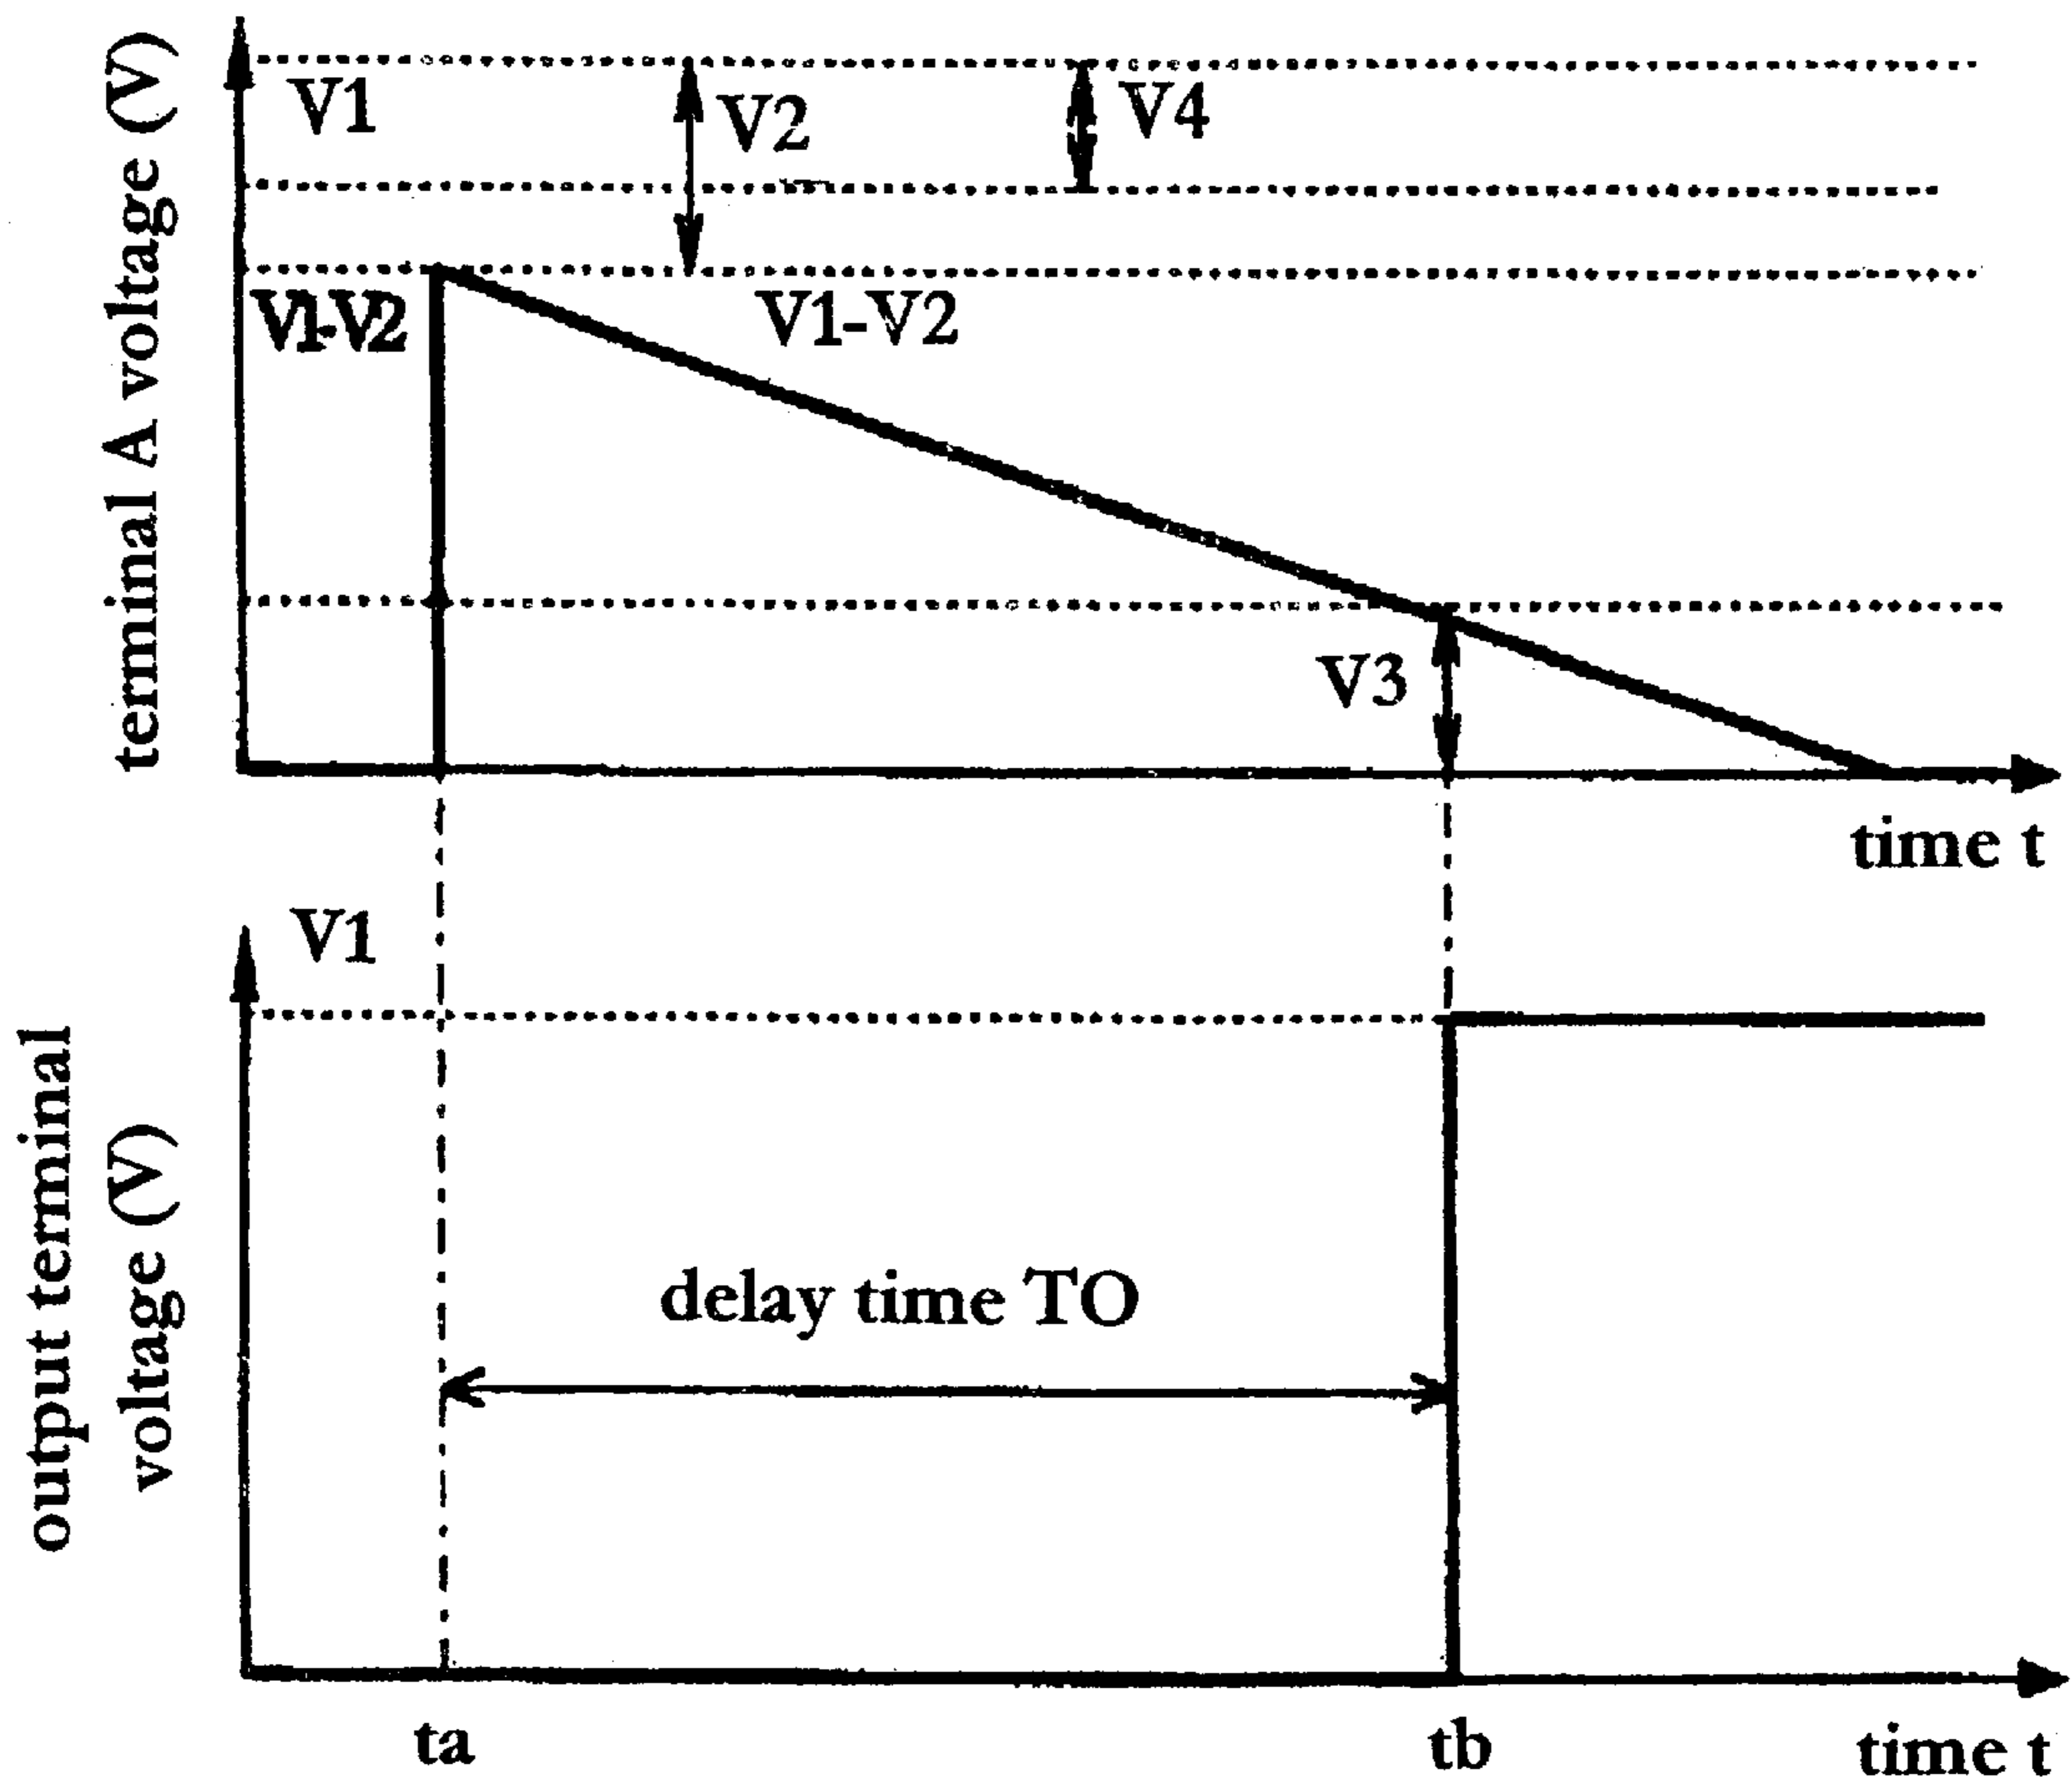 terminal A voltage (V)
V1
V2
V4
V1-V2
V1-V2
V3
time t
output terminal
voltage (V)
V1
delay time TO
ta
tb
time t